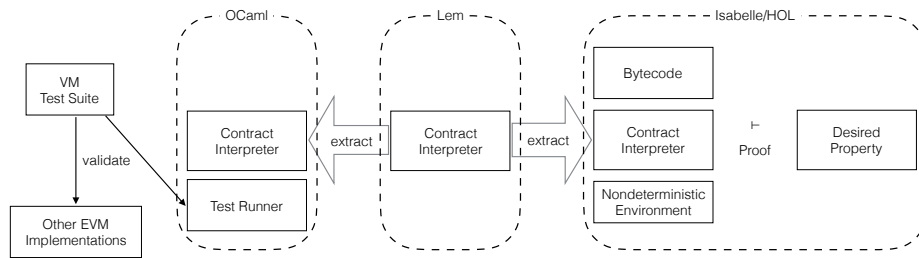 OCaml
Lem
Isabelle/HOL
VM
Test Suite
validate
Other EVM
Implementations
Contract
Interpreter
Test Runner
extract
Contract
Interpreter
extract
Bytecode
Contract
Interpreter
Nondeterministic
Environment
⊢
Proof
Desired
Property